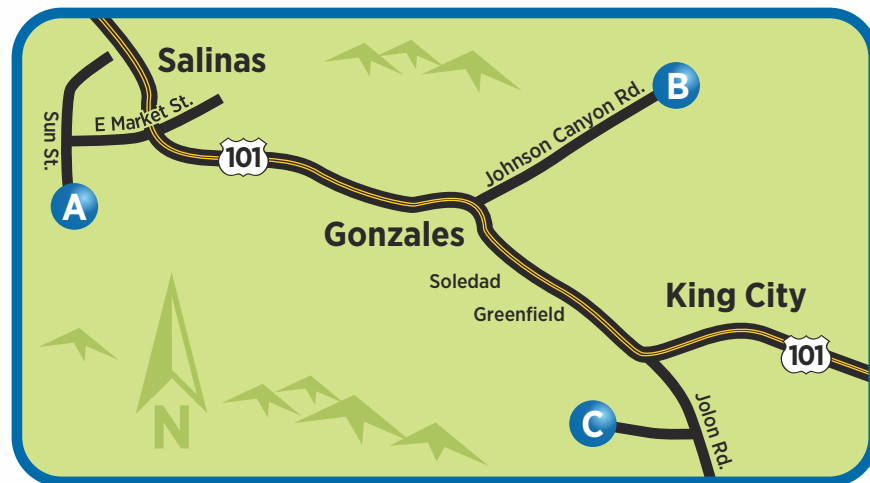 Salinas
E Market St.
Sun St.
101
A
Johnson Canyon Rd.
B
Gonzales
Soledad
Greenfield
King City
101
N
C
Jolon Rd.